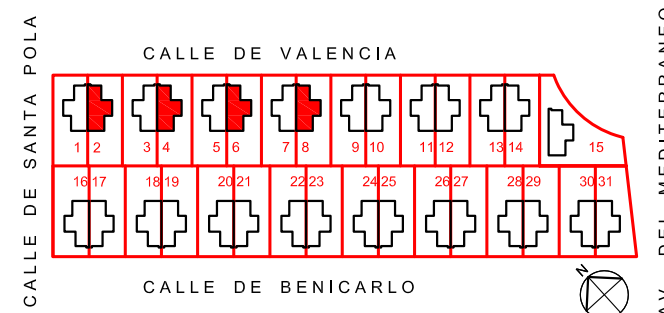 CALLE DE VALENCIA
CALLE DE SANTA POLA
1 2 3 4 5 6 7 8 9 10 11 12 13 14 15
16 17 18 19 20 21 22 23 24 25 26 27 28 29 30 31
CALLE DE BENICARLO
N
AV. DEL MEDITERRANEO